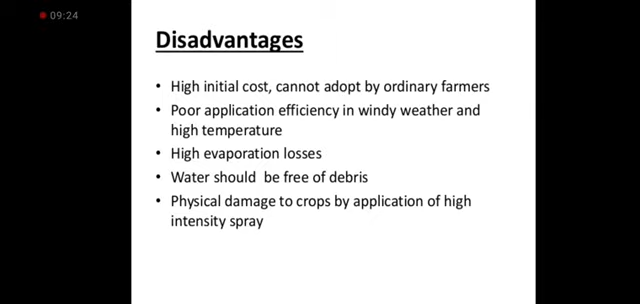 09:24
Disadvantages
• High initial cost, cannot adopt by ordinary farmers
• Poor application efficiency in windy weather and
high temperature
• High evaporation losses
• Water should be free of debris
• Physical damage to crops by application of high
intensity spray